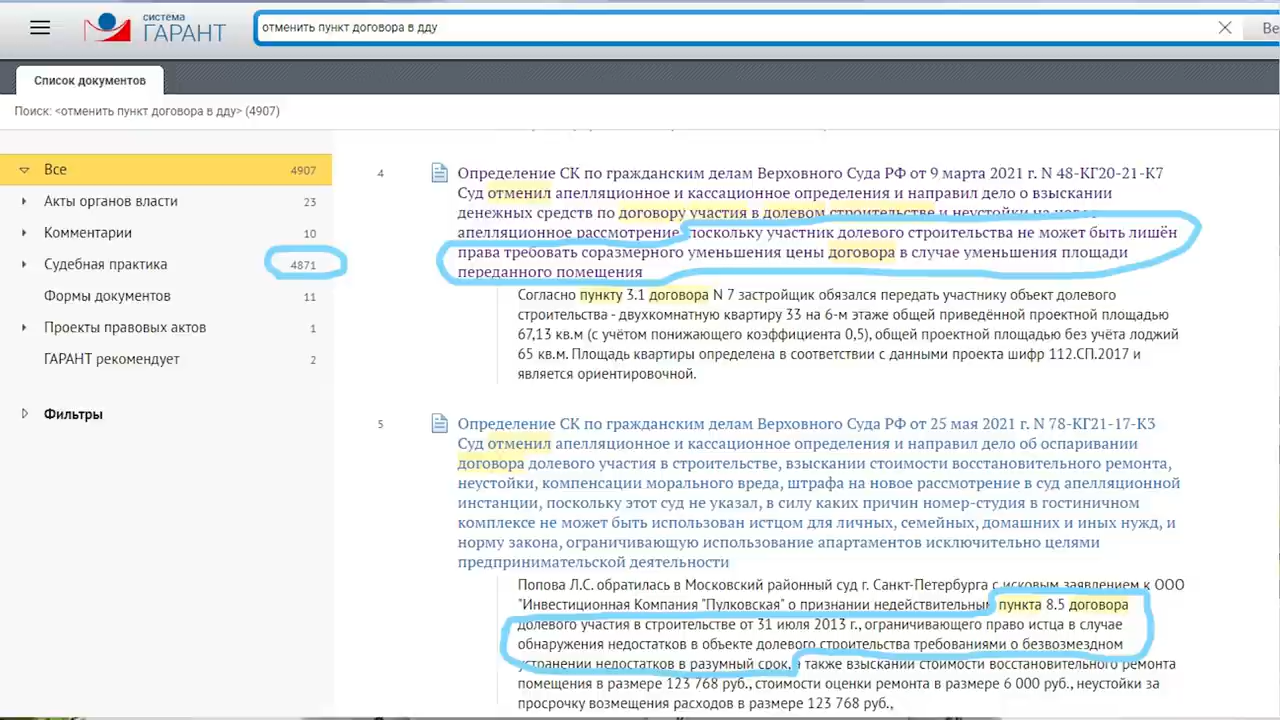 система
ГАРАНТ
отменить пункт договора в дду
Ве
Список документов
Поиск: <отменить пункт договора в дду> (4907)
Все 4907
Акты органов власти 23
Комментарии 10
Судебная практика 4871
Формы документов 11
Проекты правовых актов 1
ГАРАНТ рекомендует 2
Фильтры
4
Определение СК по гражданским делам Верховного Суда РФ от 9 марта 2021 г. N 48-КГ20-21-К7
Суд отменил апелляционное и кассационное определения и направил дело о взыскании
денежных средств по договору участия в долевом строительстве и неустойки на новое
апелляционное рассмотрение, поскольку участник долевого строительства не может быть лишён
права требовать соразмерного уменьшения цены договора в случае уменьшения площади
переданного помещения
Согласно пункту 3.1 договора N 7 застройщик обязался передать участнику объект долевого
строительства - двухкомнатную квартиру 33 на 6-м этаже общей приведённой проектной площадью
67,13 кв.м (с учётом понижающего коэффициента 0,5), общей проектной площадью без учёта лоджий
65 кв.м. Площадь квартиры определена в соответствии с данными проекта шифр 112.СП.2017 и
является ориентировочной.
5
Определение СК по гражданским делам Верховного Суда РФ от 25 мая 2021 г. N 78-КГ21-17-К3
Суд отменил апелляционное и кассационное определения и направил дело об оспаривании
договора долевого участия в строительстве, взыскании стоимости восстановительного ремонта,
неустойки, компенсации морального вреда, штрафа на новое рассмотрение в суд апелляционной
инстанции, поскольку этот суд не указал, в силу каких причин номер-студия в гостиничном
комплексе не может быть использован истцом для личных, семейных, домашних и иных нужд, и
норму закона, ограничивающую использование апартаментов исключительно целями
предпринимательской деятельности
Попова Л.С. обратилась в Московский районный суд г. Санкт-Петербурга с исковым заявлением к ООО
"Инвестиционная Компания "Пулковская" о признании недействительным пункта 8.5 договора
долевого участия в строительстве от 31 июля 2013 г., ограничивающего право истца в случае
обнаружения недостатков в объекте долевого строительства требованиями о безвозмездном
устранении недостатков в разумный срок, а также взыскании стоимости восстановительного ремонта
помещения в размере 123 768 руб., стоимости оценки ремонта в размере 6 000 руб., неустойки за
просрочку возмещения расходов в размере 123 768 руб.,